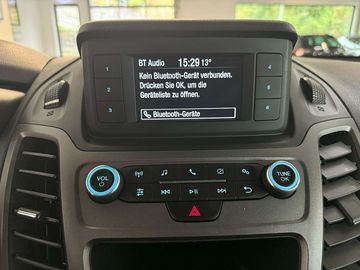 BT Audio 15:29 13°
Kein Bluetooth-Gerät verbunden.
Drücken Sie OK, um die
Geräteliste zu öffnen.
Bluetooth-Geräte
1
2
3
4
5
6
VOL
TUNE
OK